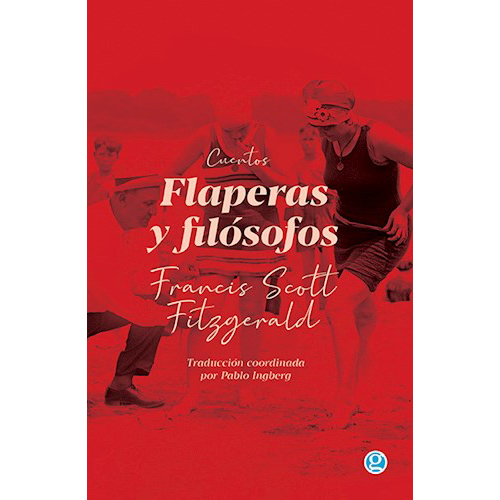 Cuentos
Flaperas
y filósofos
Francis Scott
Fitzgerald
Traducción coordinada
por Pablo Ingberg
g